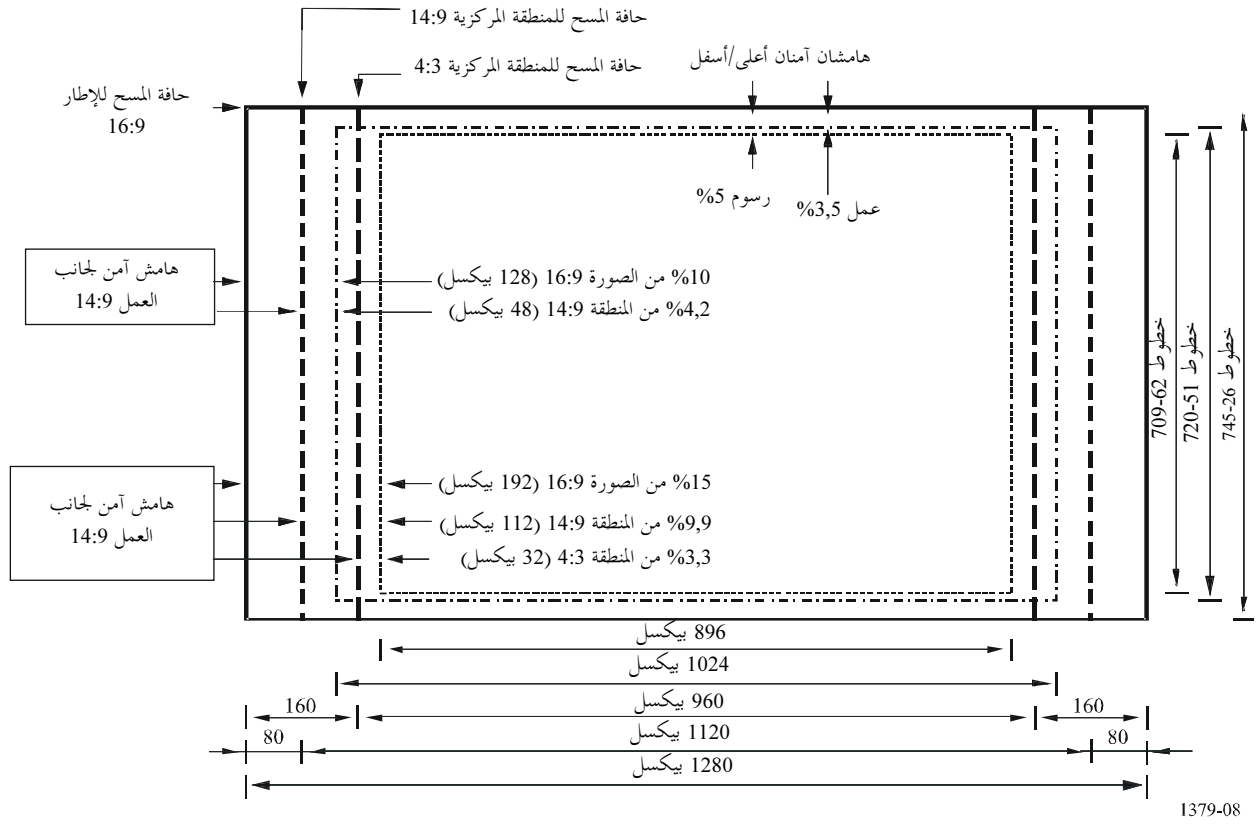 حافة المسح للمنطقة المركزية 14:9
حافة المسح للمنطقة المركزية 4:3
هامشان آمنان أعلى/أسفل
حافة المسح للإطار
16:9
رسوم 5%
عمل 3,5%
هامش آمن لجانب
العمل 14:9
10% من الصورة 16:9 (128 بيكسل)
4,2% من المنطقة 14:9 (48 بيكسل)
709-62 خطوط
720-51 خطوط
745-26 خطوط
هامش آمن لجانب
العمل 14:9
15% من الصورة 16:9 (192 بيكسل)
9,9% من المنطقة 14:9 (112 بيكسل)
3,3% من المنطقة 4:3 (32 بيكسل)
896 بيكسل
1024 بيكسل
160
960 بيكسل
160
80
1120 بيكسل
80
1280 بيكسل
1379-08